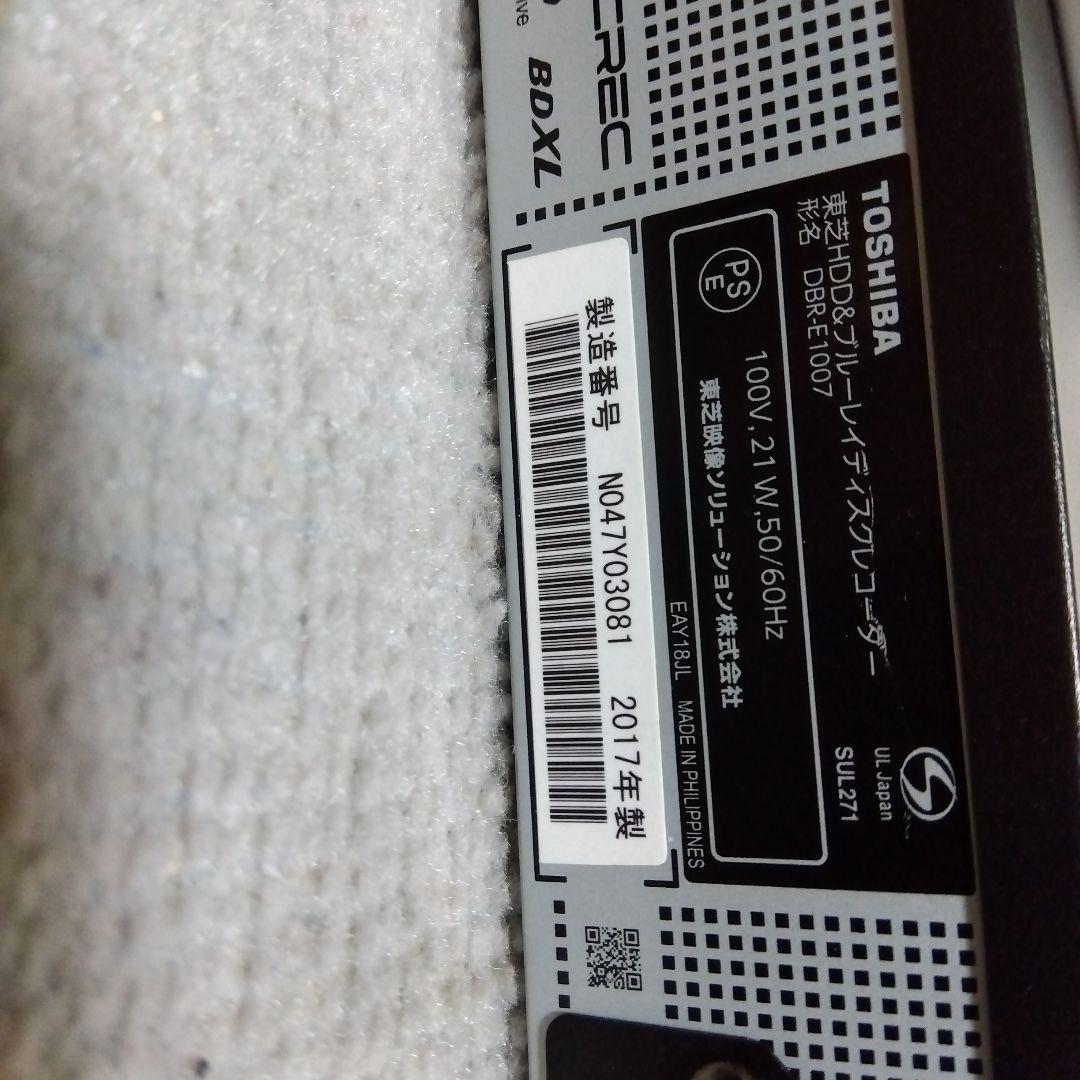 CREC
BDXL
TOSHIBA
東芝HDD&ブルーレイディスクレコーダー
形名 DBR-E1007
PS
E
100V,21W,50/60Hz
東芝映像ソリューション株式会社
UL Japan
SUL271
EAY18JL MADE IN PHILIPPINES
製造番号 N047Y03081 2017年製